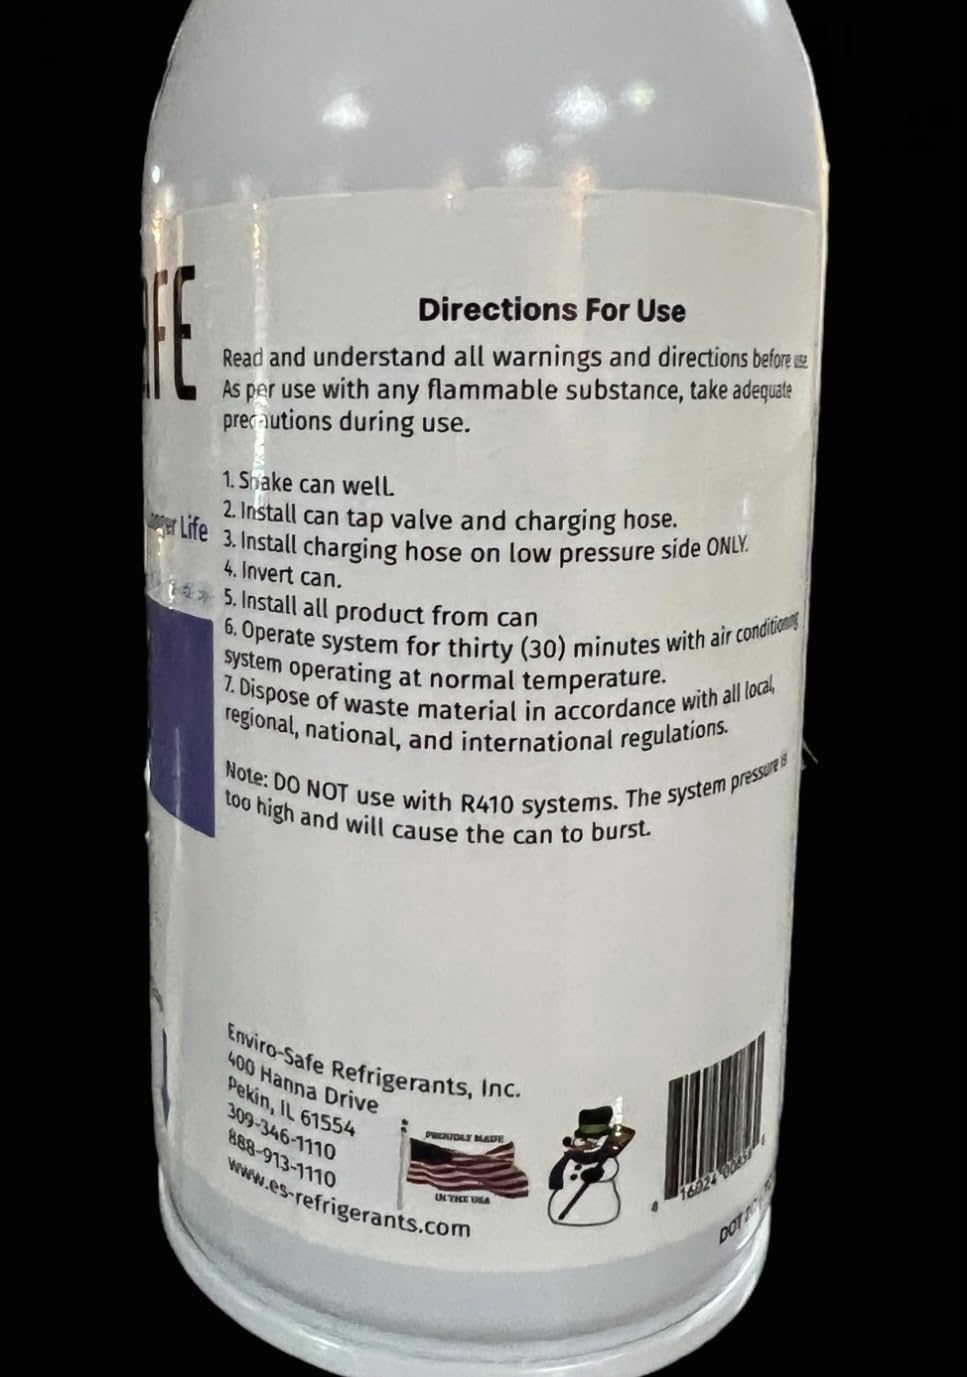 FE
Longer Life
Directions For Use
Read and understand all warnings and directions before use.
As per use with any flammable substance, take adequate
precautions during use.
1. Shake can well.
2. Install can tap valve and charging hose.
3. Install charging hose on low pressure side ONLY.
4. Invert can.
5. Install all product from can
6. Operate system for thirty (30) minutes with air conditioning
system operating at normal temperature.
7. Dispose of waste material in accordance with all local,
regional, national, and international regulations.
Note: DO NOT use with R410 systems. The system pressure is
too high and will cause the can to burst.
Enviro-Safe Refrigerants, Inc.
400 Hanna Drive
Pekin, IL 61554
309-346-1110
888-913-1110
www.es-refrigerants.com
PROUDLY MADE
IN THE USA
DOT